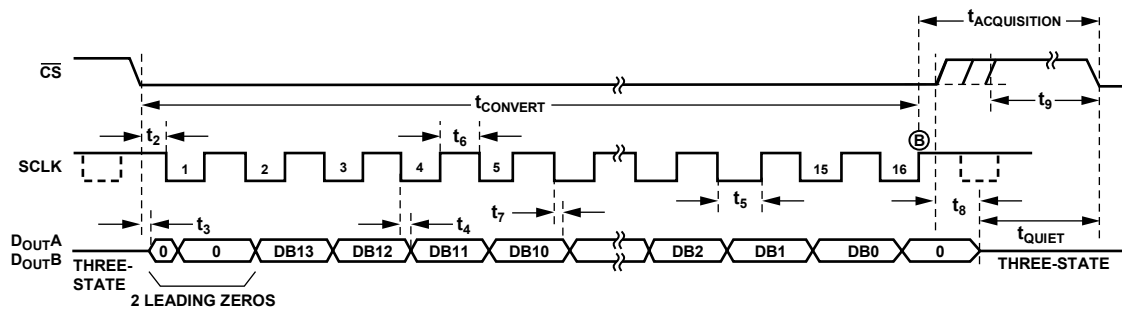 tACQUISITION
CS
tCONVERT
t9
t2
t6
B
SCLK
1 2 3 4 5 15 16
t3
t7
t4
t5
t8
tQUIET
DOUTA
DOUTB
0 0 DB13 DB12 DB11 DB10 DB2 DB1 DB0 0
THREE-
STATE
THREE-STATE
2 LEADING ZEROS